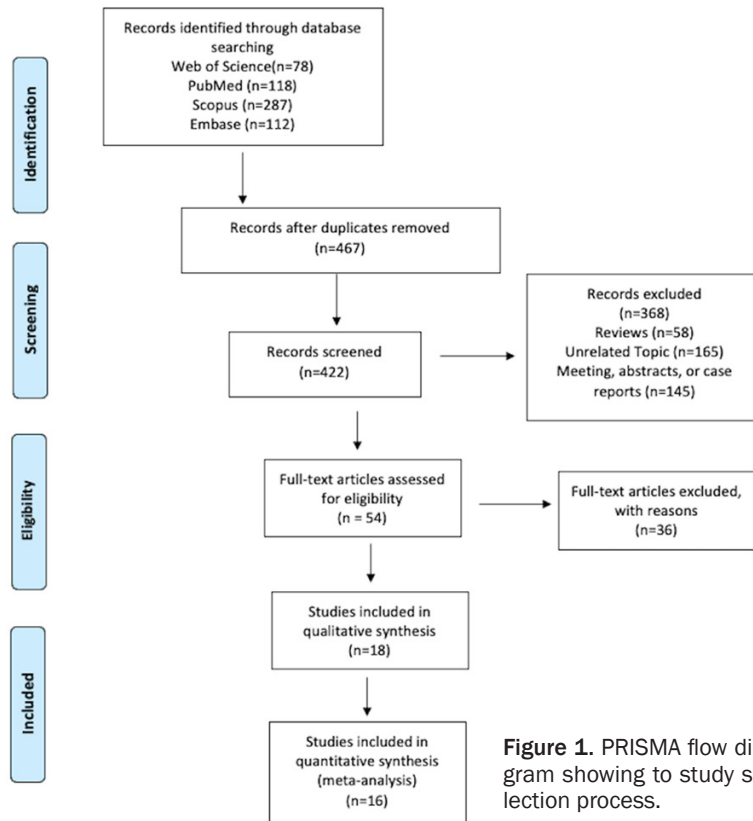 Records identified through database
searching
Web of Science(n=78)
PubMed (n=118)
Scopus (n=287)
Embase (n=112)
Identification
Records after duplicates removed
(n=467)
Screening
Records screened
(n=422)
Records excluded
(n=368)
Reviews (n=58)
Unrelated Topic (n=165)
Meeting, abstracts, or case
reports (n=145)
Eligibility
Full-text articles assessed
for eligibility
(n = 54)
Full-text articles excluded,
with reasons
(n=36)
Studies included in
qualitative synthesis
(n=18)
Included
Studies included in
quantitative synthesis
(meta-analysis)
(n=16)
Figure 1. PRISMA flow di
gram showing to study s
lection process.